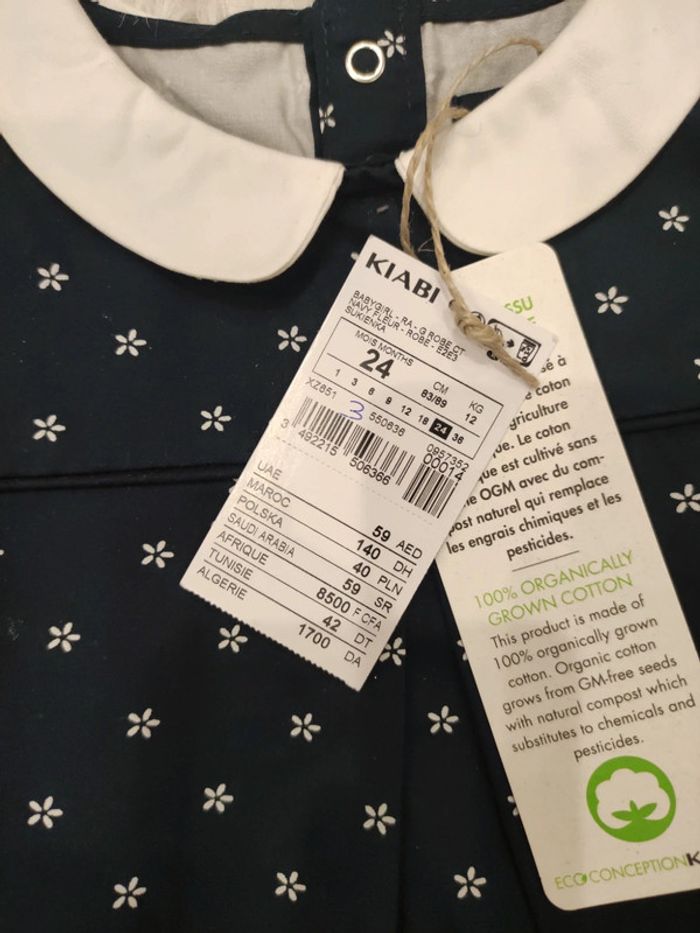 KIABI
BABYGIRL - RA - G ROBE CT
NAVY FLEUR - ROBE - E2E3
SUKIENKA
MOIS MONTHS
24
CM
83/89
KG
12
1 3 6 9 12 18 24 36
XZ851 3 550636
0957352
00014
3 492215 506366
UAE 59 AED
MAROC 140 DH
POLSKA 40 PLN
SAUDI ARABIA 59 SR
AFRIQUE 8500 F CFA
TUNISIE 42 DT
ALGERIE 1700 DA
SSU
é à
coton
griculture
. Le coton
ue est cultivé sans
OGM avec du com-
post naturel qui remplace
les engrais chimiques et les
pesticides.
100% ORGANICALLY
GROWN COTTON
This product is made of
100% organically grown
cotton. Organic cotton
grows from GM-free seeds
with natural compost which
substitutes to chemicals and
pesticides.
ECO CONCEPTION K